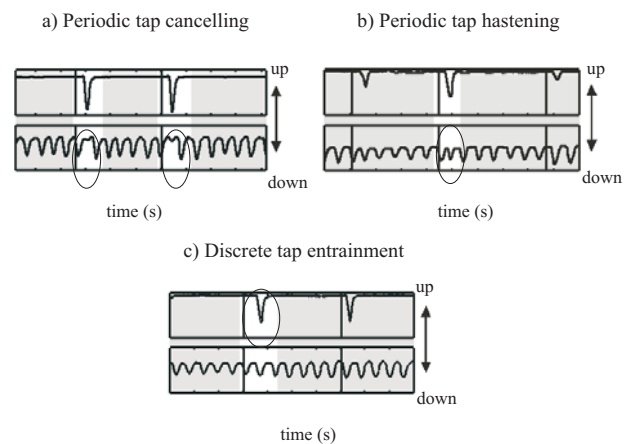 a) Periodic tap cancelling
b) Periodic tap hastening
up
down
time (s)
up
down
time (s)
c) Discrete tap entrainment
up
down
time (s)